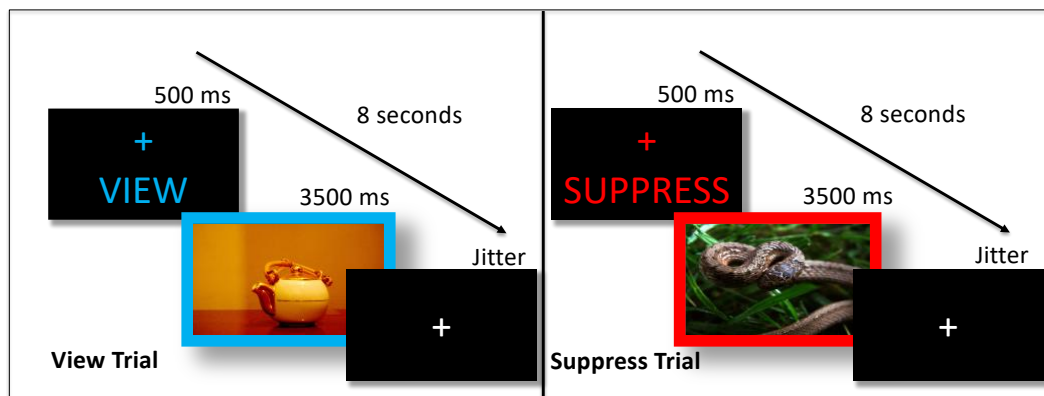 500 ms
8 seconds
+
VIEW
3500 ms
Jitter
+
View Trial
500 ms
8 seconds
+
SUPPRESS
3500 ms
Jitter
+
Suppress Trial